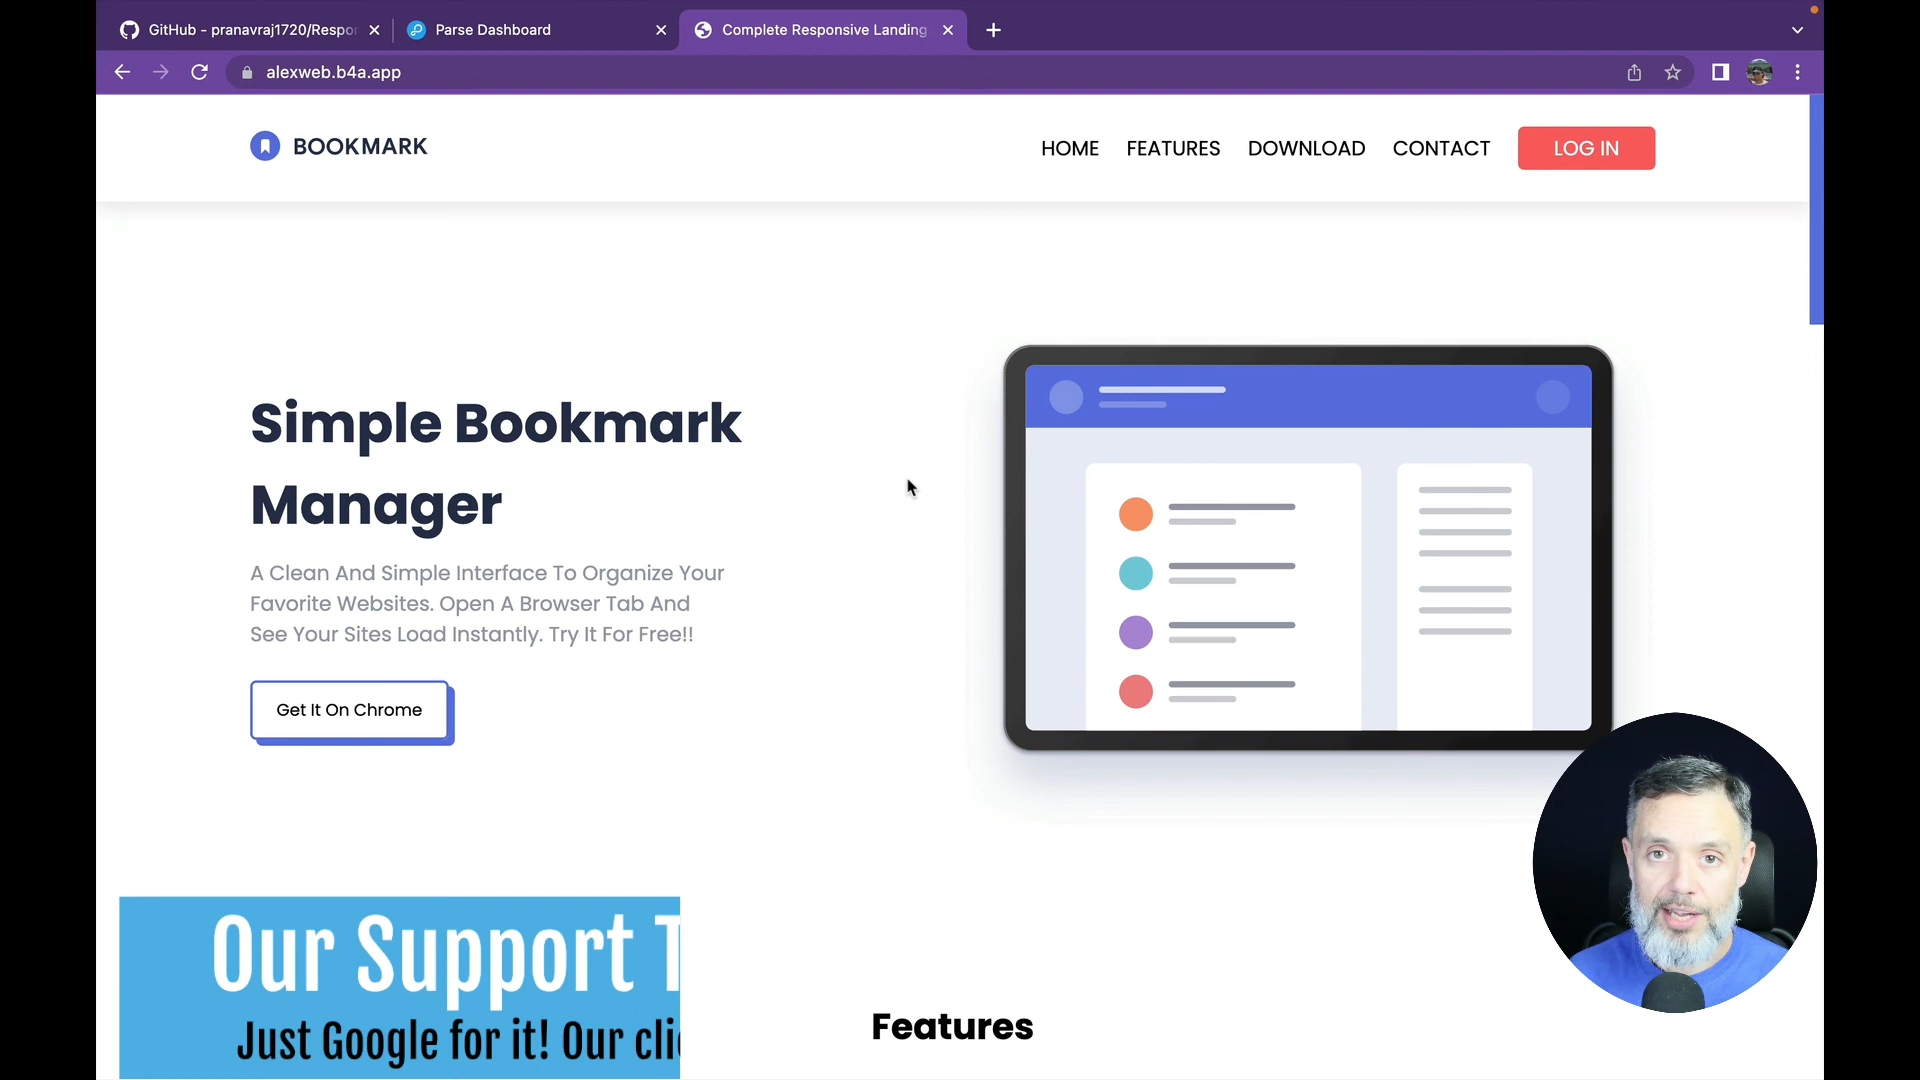 GitHub - pranavraj1720/Respor
Parse Dashboard
Complete Responsive Landing
alexweb.b4a.app
BOOKMARK
HOME
FEATURES
DOWNLOAD
CONTACT
LOG IN
Simple Bookmark
Manager
A Clean And Simple Interface To Organize Your
Favorite Websites. Open A Browser Tab And
See Your Sites Load Instantly. Try It For Free!!
Get It On Chrome
Our Support T
Just Google for it! Our clic
Features